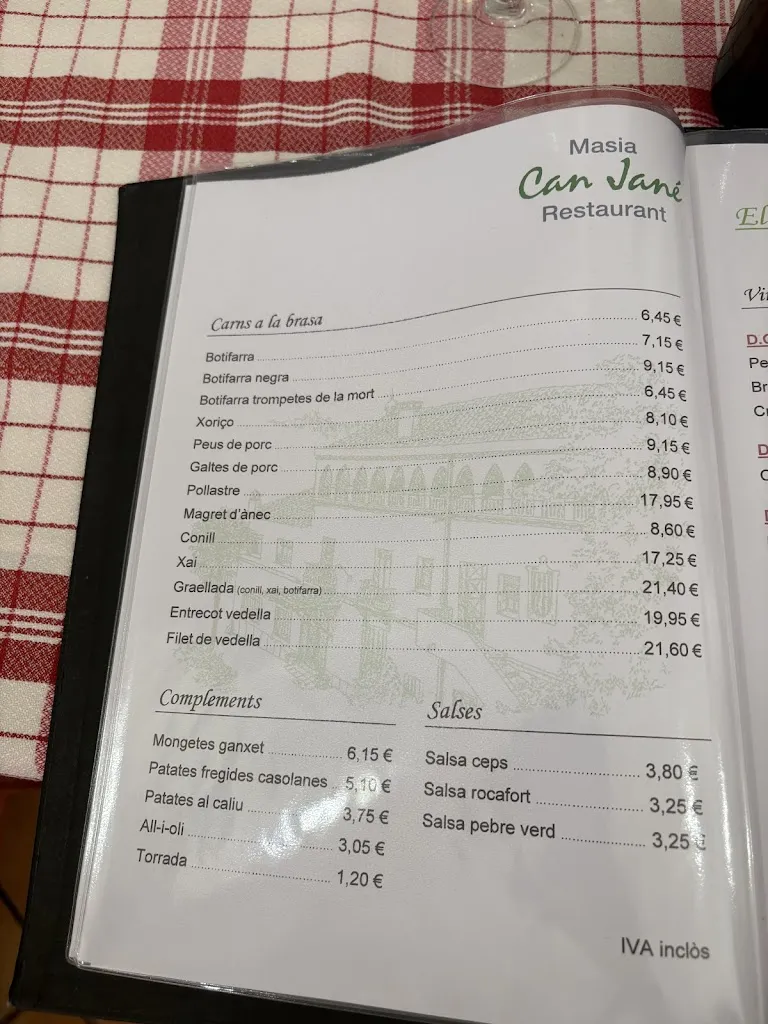 Masia
Can Jané
Restaurant
Carns a la brasa
Botifarra 6,45 €
Botifarra negra 7,15 €
Botifarra trompetes de la mort 9,15 €
Xoriço 6,45 €
Peus de porc 8,10 €
Galtes de porc 9,15 €
Pollastre 8,90 €
Magret d'ànec 17,95 €
Conill 8,60 €
Xai 17,25 €
Graellada (conill, xai, botifarra) 21,40 €
Entrecot vedella 19,95 €
Filet de vedella 21,60 €
Complements
Mongetes ganxet 6,15 €
Patates fregides casolanes 5,10 €
Patates al caliu 3,75 €
All-i-oli 3,05 €
Torrada 1,20 €
Salses
Salsa ceps 3,80 €
Salsa rocafort 3,25 €
Salsa pebre verd 3,25 €
IVA inclòs
El